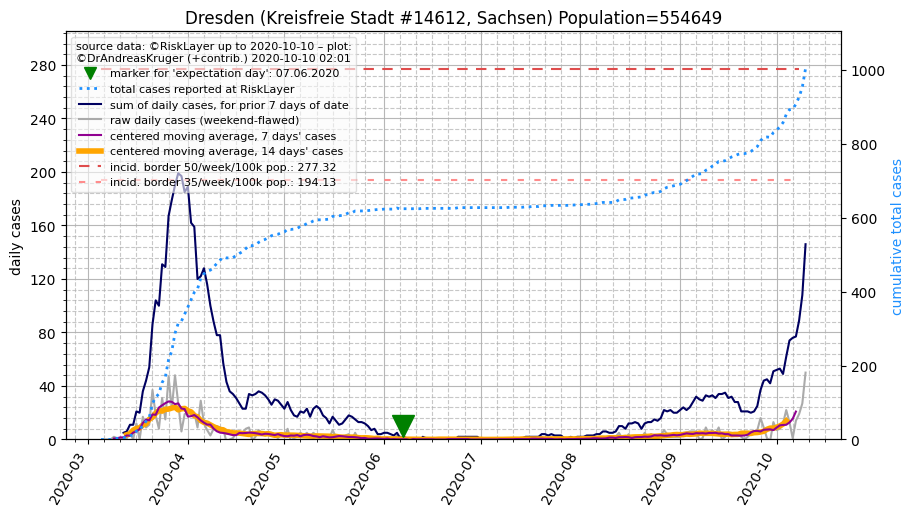 Dresden (Kreisfreie Stadt #14612, Sachsen) Population=554649
source data: ©RiskLayer up to 2020-10-10 – plot:
©DrAndreasKruger (+contrib.) 2020-10-10 02:01
marker for 'expectation day': 07.06.2020
total cases reported at RiskLayer
sum of daily cases, for prior 7 days of date
raw daily cases (weekend-flawed)
centered moving average, 7 days' cases
centered moving average, 14 days' cases
incid. border 50/week/100k pop.: 277.32
incid. border 35/week/100k pop.: 194.13
daily cases
280
240
200
160
120
80
40
0
cumulative total cases
1000
800
600
400
200
0
2020-03
2020-04
2020-05
2020-06
2020-07
2020-08
2020-09
2020-10